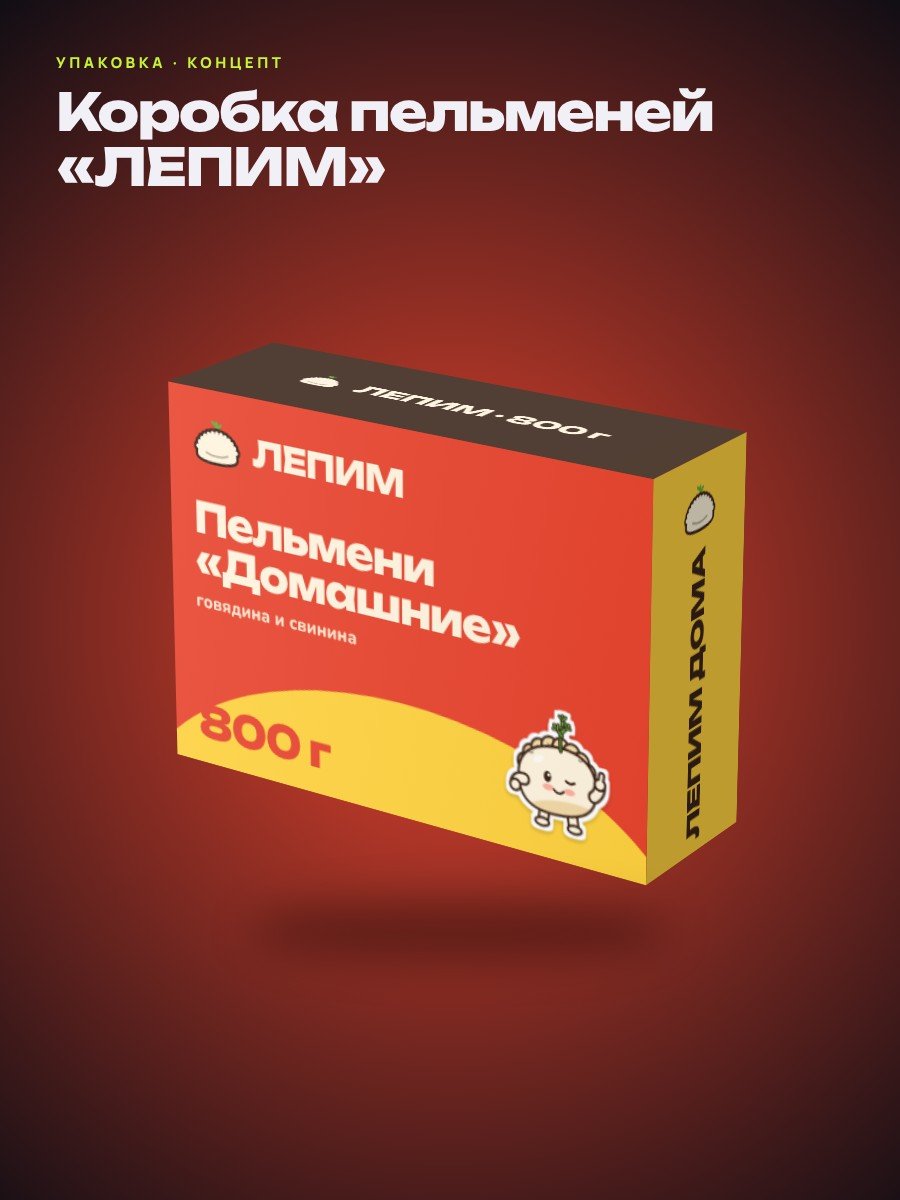 УПАКОВКА · КОНЦЕПТ
Коробка пельменей
«ЛЕПИМ»
ЛЕПИМ · 800 г
ЛЕПИМ
Пельмени
«Домашние»
говядина и свинина
800 г
ЛЕПИМ ДОМА